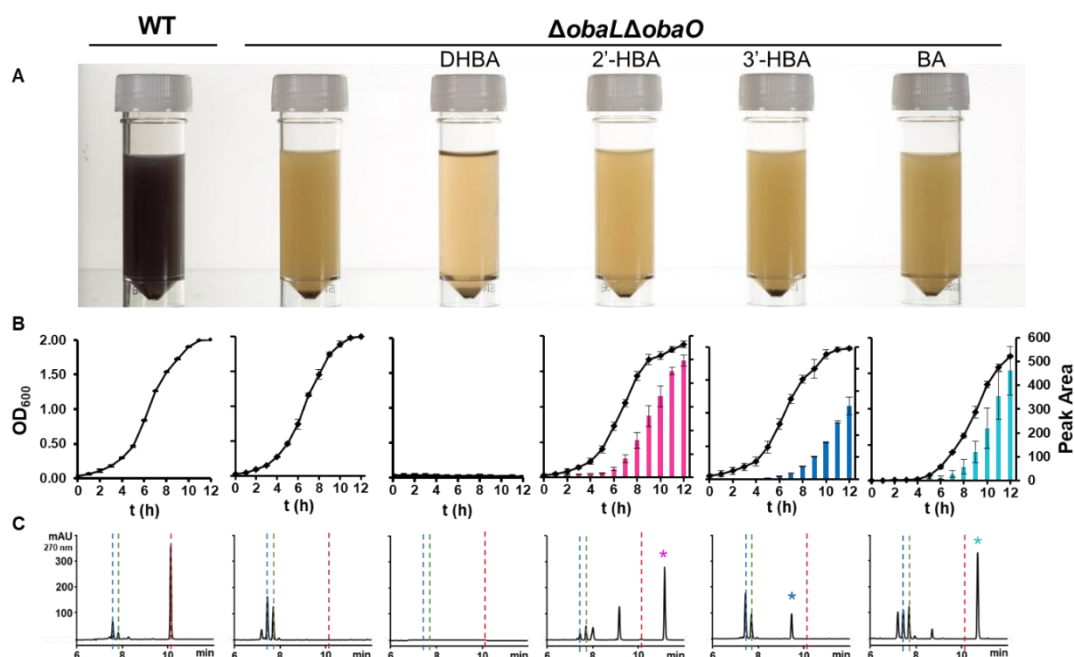 WT ΔobaLΔobaO
DHBA 2'-HBA 3'-HBA BA
A
B
2.00
1.50
1.00
0.50
0.00
OD600
600
500
400
300
200
100
0
Peak Area
0 2 4 6 8 10 12 0 2 4 6 8 10 12 0 2 4 6 8 10 12 0 2 4 6 8 10 12 0 2 4 6 8 10 12 0 2 4 6 8 10 12
t (h) t (h) t (h) t (h) t (h) t (h)
C
mAU
270 nm
300
200
100
* * *
6 8 10 min 6 8 10 min 6 8 10 min 6 8 10 min 6 8 10 min 6 8 10 min